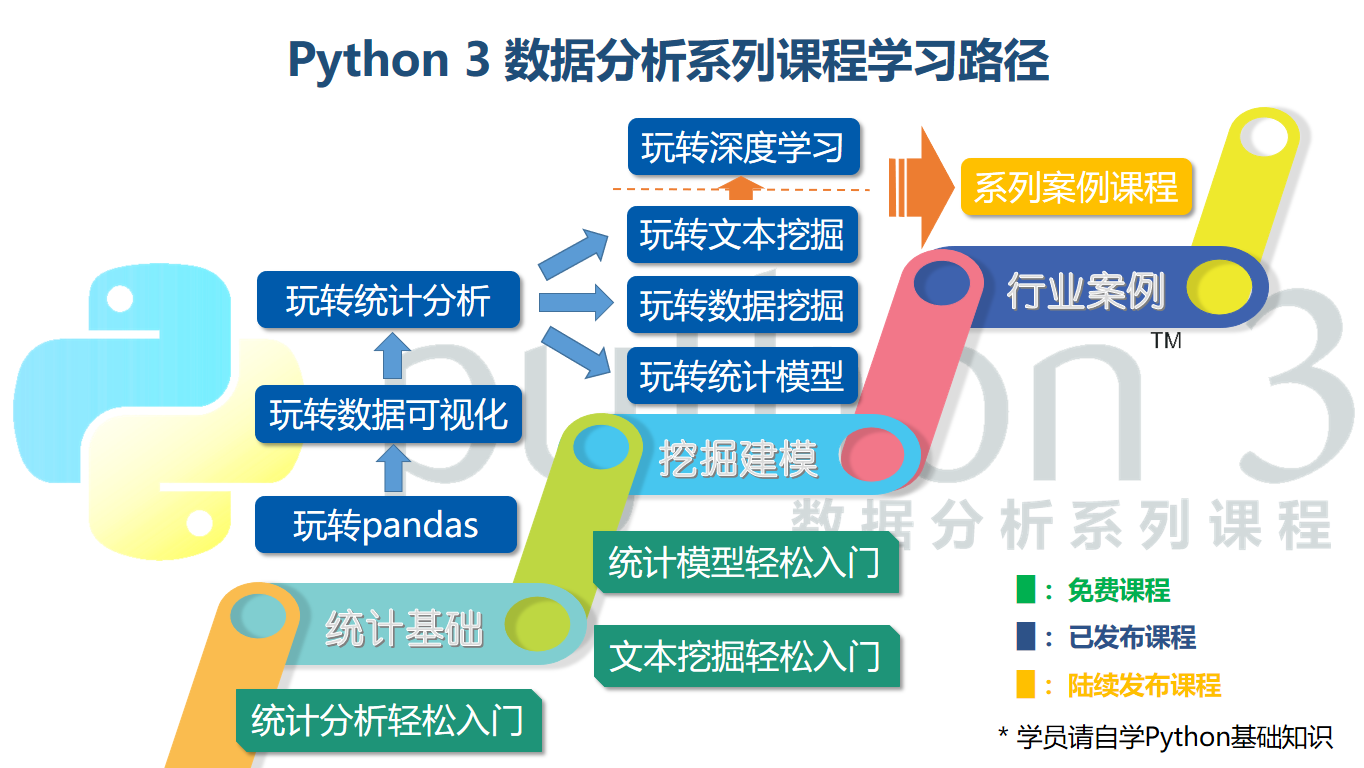 Python 3 数据分析系列课程学习路径
玩转深度学习
系列案例课程
玩转文本挖掘
玩转统计分析
玩转数据挖掘
行业案例
TM
玩转统计模型
玩转数据可视化
挖掘建模
python 3
数据分析系列课程
玩转pandas
统计模型轻松入门
统计基础
文本挖掘轻松入门
统计分析轻松入门
：免费课程
：已发布课程
：陆续发布课程
* 学员请自学Python基础知识